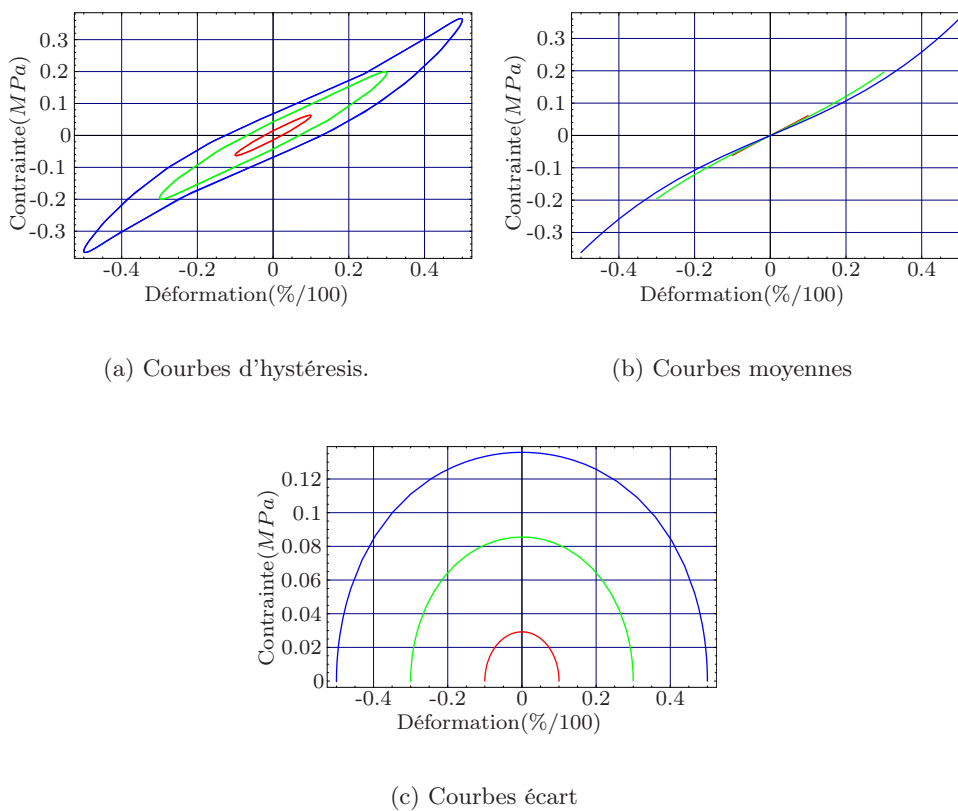 Contrainte(MPa)
0.3
0.2
0.1
0
-0.1
-0.2
-0.3
-0.4 -0.2 0 0.2 0.4
Déformation(%/100)
(a) Courbes d'hystéresis.
Contrainte(MPa)
0.3
0.2
0.1
0
-0.1
-0.2
-0.3
-0.4 -0.2 0 0.2 0.4
Déformation(%/100)
(b) Courbes moyennes
Contrainte(MPa)
0.12
0.1
0.08
0.06
0.04
0.02
0
-0.4 -0.2 0 0.2 0.4
Déformation(%/100)
(c) Courbes écart